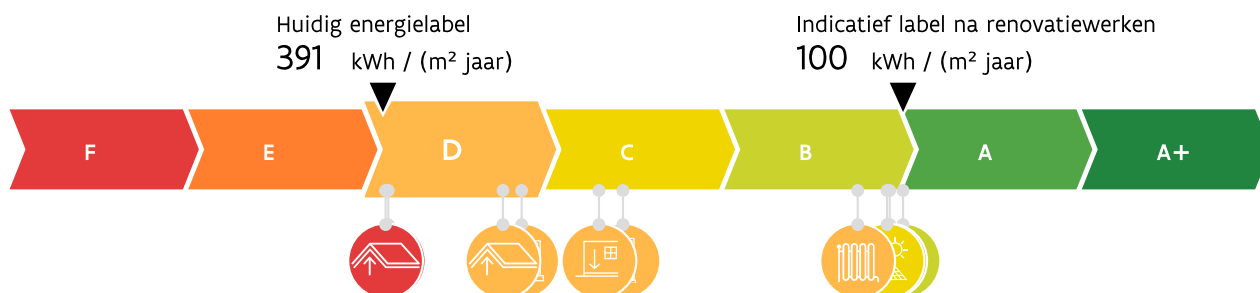 Huidig energielabel
391 kWh / (m² jaar)
Indicatief label na renovatiewerken
100 kWh / (m² jaar)
F E D C B A A+